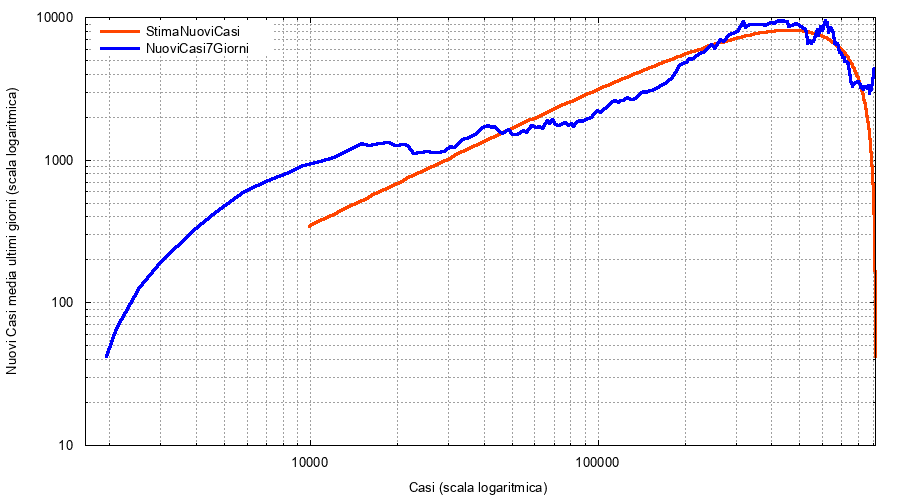 10000
StimaNuoviCasi
NuoviCasi7Giorni
1000
100
10
Nuovi Casi media ultimi giorni (scala logaritmica)
10000
100000
Casi (scala logaritmica)